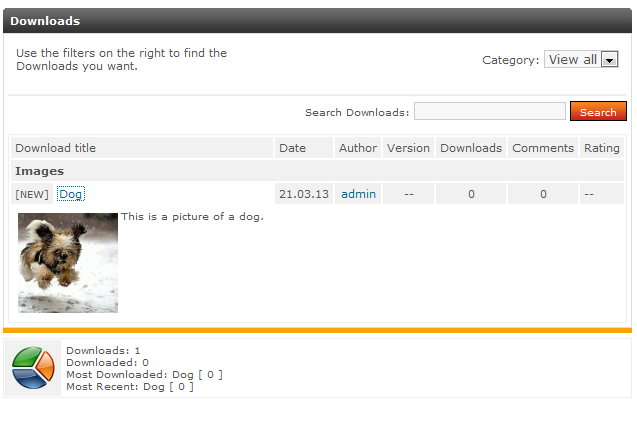 Downloads
Use the filters on the right to find the
Downloads you want.
Category: View all
Search Downloads: Search
Download title Date Author Version Downloads Comments Rating
Images
[NEW] Dog 21.03.13 admin -- 0 0 --
This is a picture of a dog.
Downloads: 1
Downloaded: 0
Most Downloaded: Dog [ 0 ]
Most Recent: Dog [ 0 ]